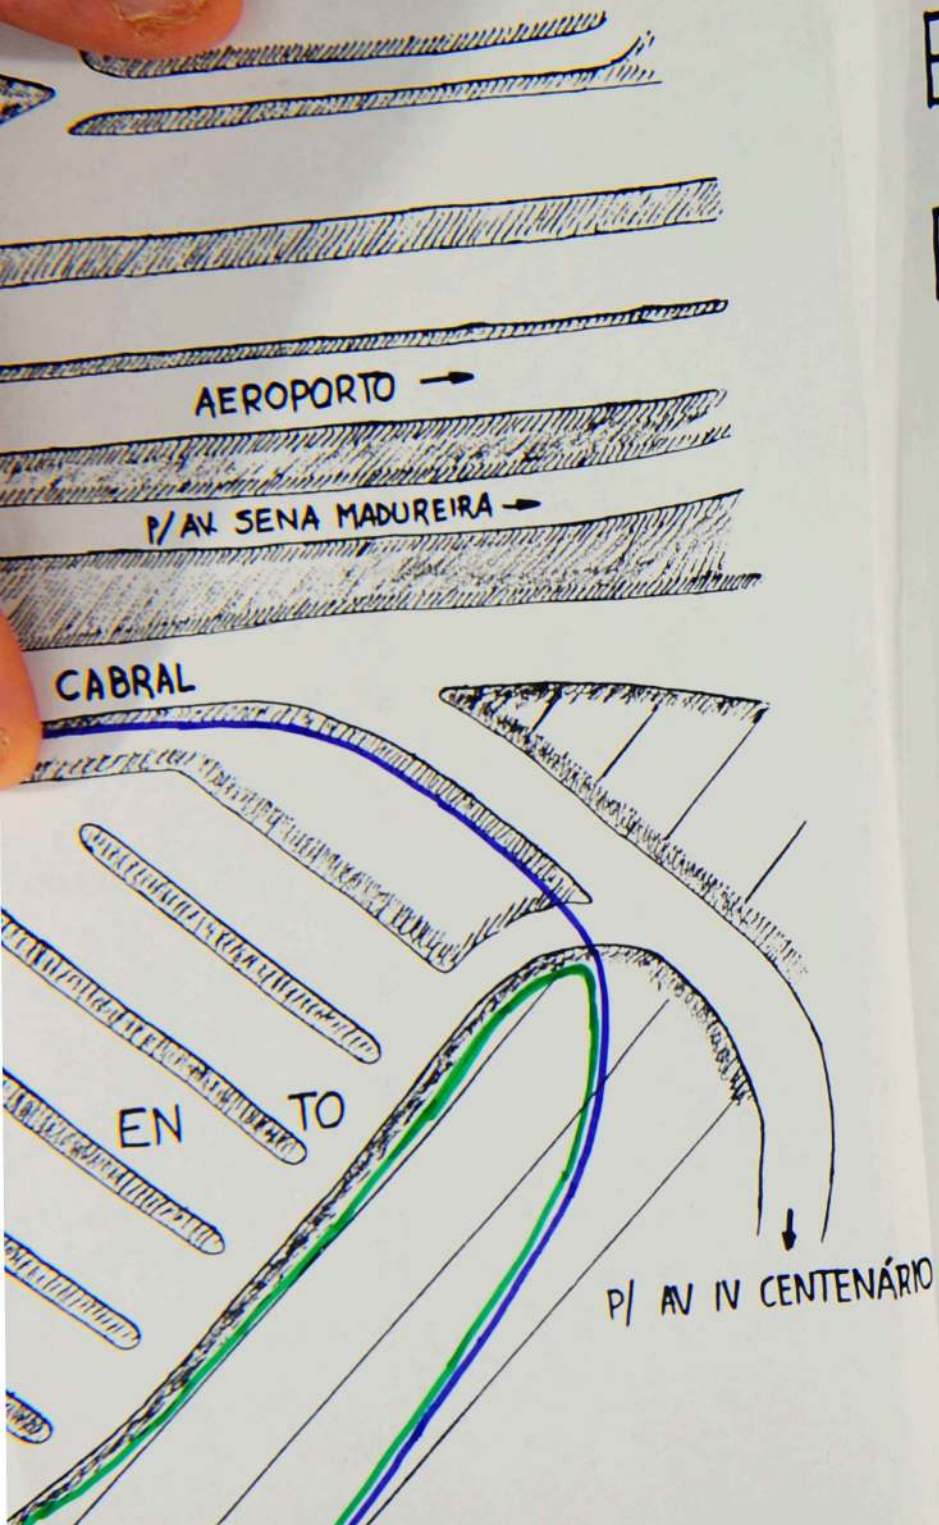 AEROPORTO →
P/AV. SENA MADUREIRA →
CABRAL
EN TO
P/ AV IV CENTENÁRIO